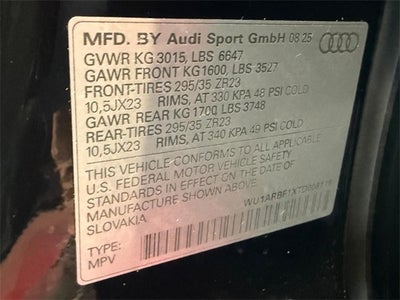 MFD. BY Audi Sport GmbH 08 25
GVWR KG 3015, LBS 6647
GAWR FRONT KG1600, LBS 3527
FRONT-TIRES 295/35 ZR23
10,5JX23 RIMS, AT 330 KPA 48 PSI COLD
GAWR REAR KG 1700 LBS 3748
REAR-TIRES 295/35 ZR23
10,5JX23 RIMS, AT 340 KPA 49 PSI COLD
THIS VEHICLE CONFORMS TO ALL APPLICABLE
U.S. FEDERAL MOTOR VEHICLE SAFETY
STANDARDS IN EFFECT ON THE DATE OF
MANUFACTURE SHOWN ABOVE.
SLOVAKIA
TYPE:
MPV